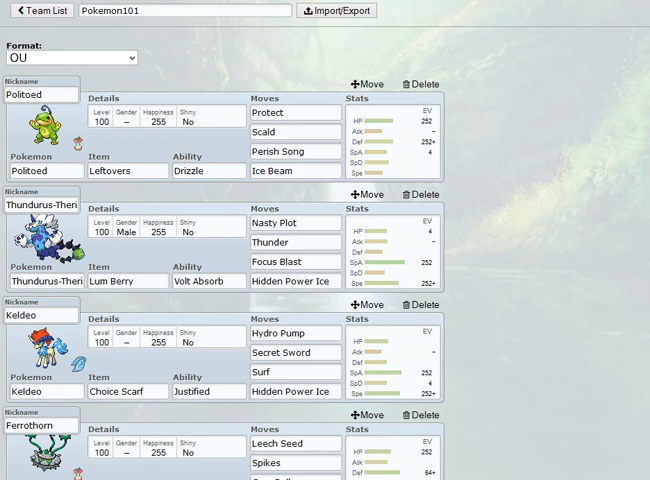 Team List
Pokemon101
Import/Export
Format:
OU
Move Delete
Nickname
Politoed
Details
Level Gender Happiness Shiny
100 – 255 No
Moves
Protect
Scald
Perish Song
Ice Beam
Stats
EV
HP 252
Atk –
Def 252+
SpA 4
SpD
Spe
Pokemon Item Ability
Politoed Leftovers Drizzle
Move Delete
Nickname
Thundurus-Theri
Details
Level Gender Happiness Shiny
100 Male 255 No
Moves
Nasty Plot
Thunder
Focus Blast
Hidden Power Ice
Stats
EV
HP 4
Atk –
Def
SpA 252
SpD
Spe 252+
Pokemon Item Ability
Thundurus-Theri Lum Berry Volt Absorb
Move Delete
Nickname
Keldeo
Details
Level Gender Happiness Shiny
100 – 255 No
Moves
Hydro Pump
Secret Sword
Surf
Hidden Power Ice
Stats
EV
HP
Atk –
Def
SpA 252
SpD 4
Spe 252+
Pokemon Item Ability
Keldeo Choice Scarf Justified
Move Delete
Nickname
Ferrothorn
Details
Level Gender Happiness Shiny
100 – 255 No
Moves
Leech Seed
Spikes
Stats
EV
HP 252
Atk –
Def 64+